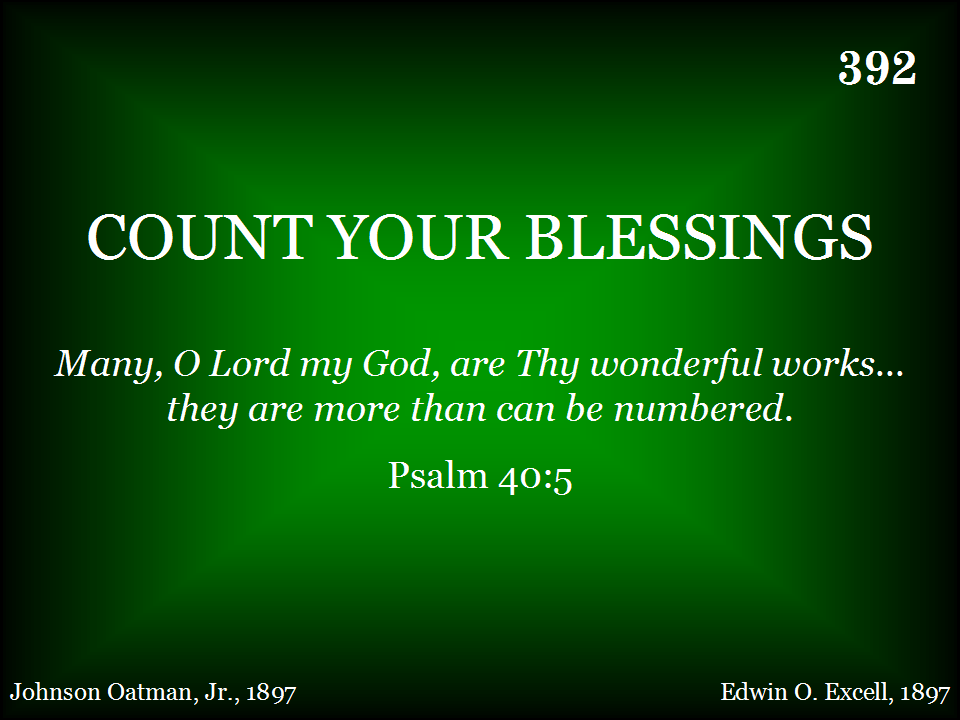 392
COUNT YOUR BLESSINGS
Many, O Lord my God, are Thy wonderful works...
they are more than can be numbered.
Psalm 40:5
Johnson Oatman, Jr., 1897
Edwin O. Excell, 1897